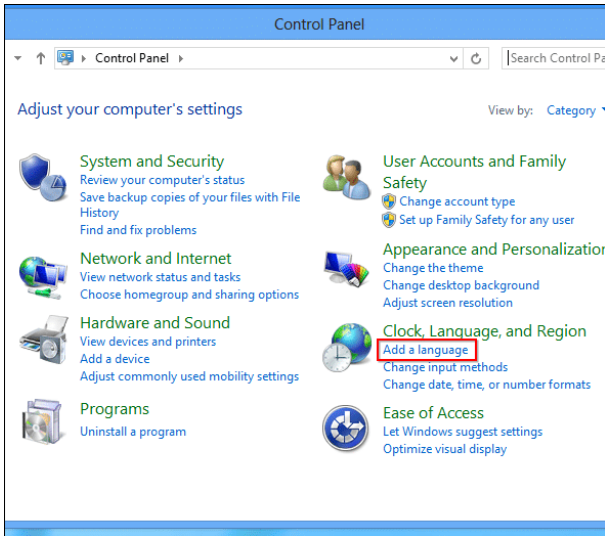 Control Panel
Control Panel
Search Control Pa
Adjust your computer's settings
View by: Category
System and Security
Review your computer's status
Save backup copies of your files with File
History
Find and fix problems
Network and Internet
View network status and tasks
Choose homegroup and sharing options
Hardware and Sound
View devices and printers
Add a device
Adjust commonly used mobility settings
Programs
Uninstall a program
User Accounts and Family
Safety
Change account type
Set up Family Safety for any user
Appearance and Personalization
Change the theme
Change desktop background
Adjust screen resolution
Clock, Language, and Region
Add a language
Change input methods
Change date, time, or number formats
Ease of Access
Let Windows suggest settings
Optimize visual display